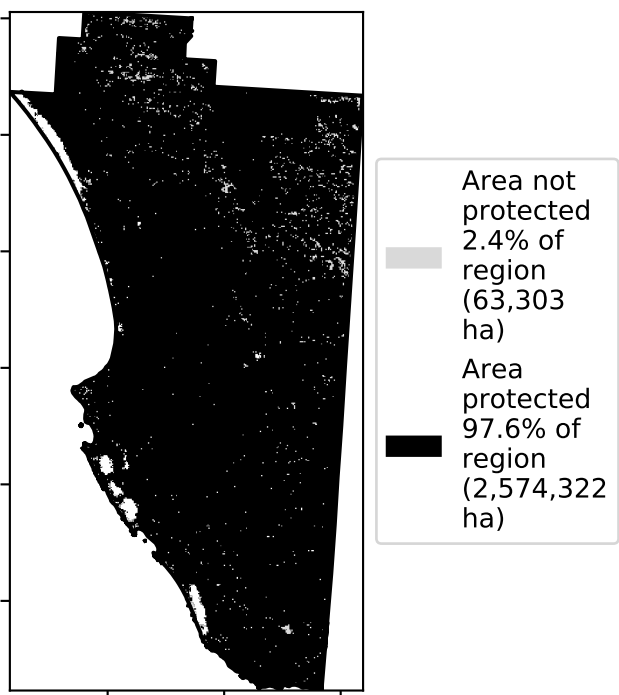 Area not
protected
2.4% of
region
(63,303
ha)
Area
protected
97.6% of
region
(2,574,322
ha)